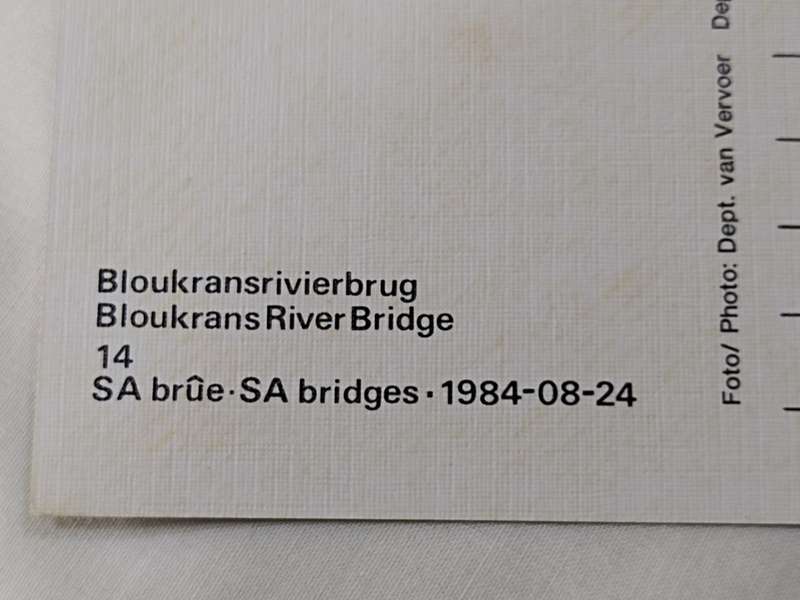 Bloukransrivierbrug
Bloukrans River Bridge
14
SA brûe · SA bridges · 1984-08-24
Foto/ Photo: Dept. van Vervoer